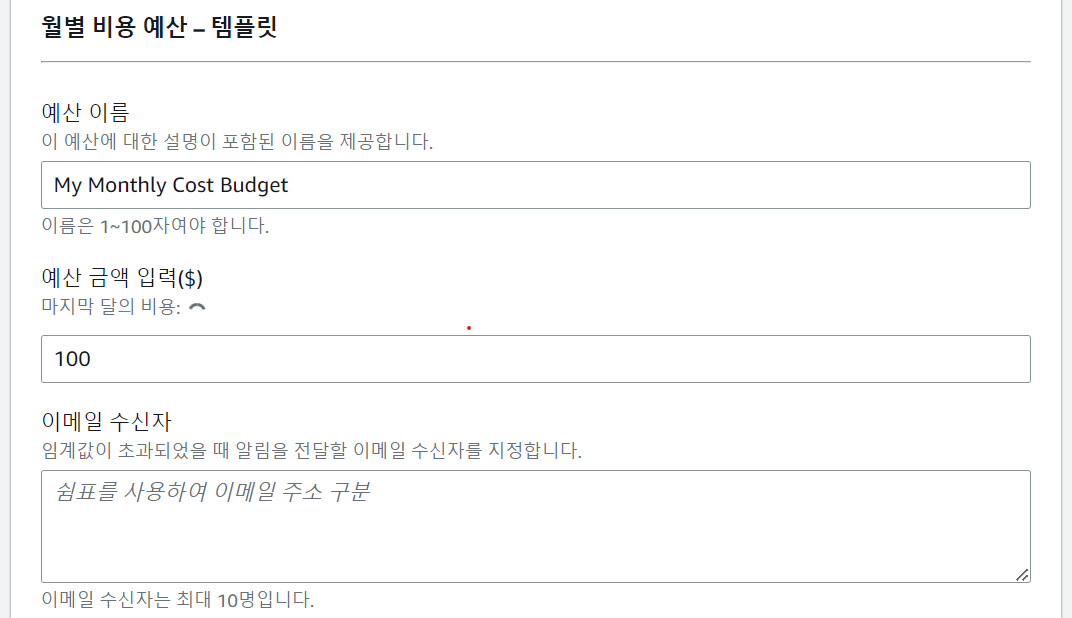 월별 비용 예산 – 템플릿
예산 이름
이 예산에 대한 설명이 포함된 이름을 제공합니다.
My Monthly Cost Budget
이름은 1~100자여야 합니다.
예산 금액 입력($)
마지막 달의 비용:
100
이메일 수신자
임계값이 초과되었을 때 알림을 전달할 이메일 수신자를 지정합니다.
쉼표를 사용하여 이메일 주소 구분
이메일 수신자는 최대 10명입니다.